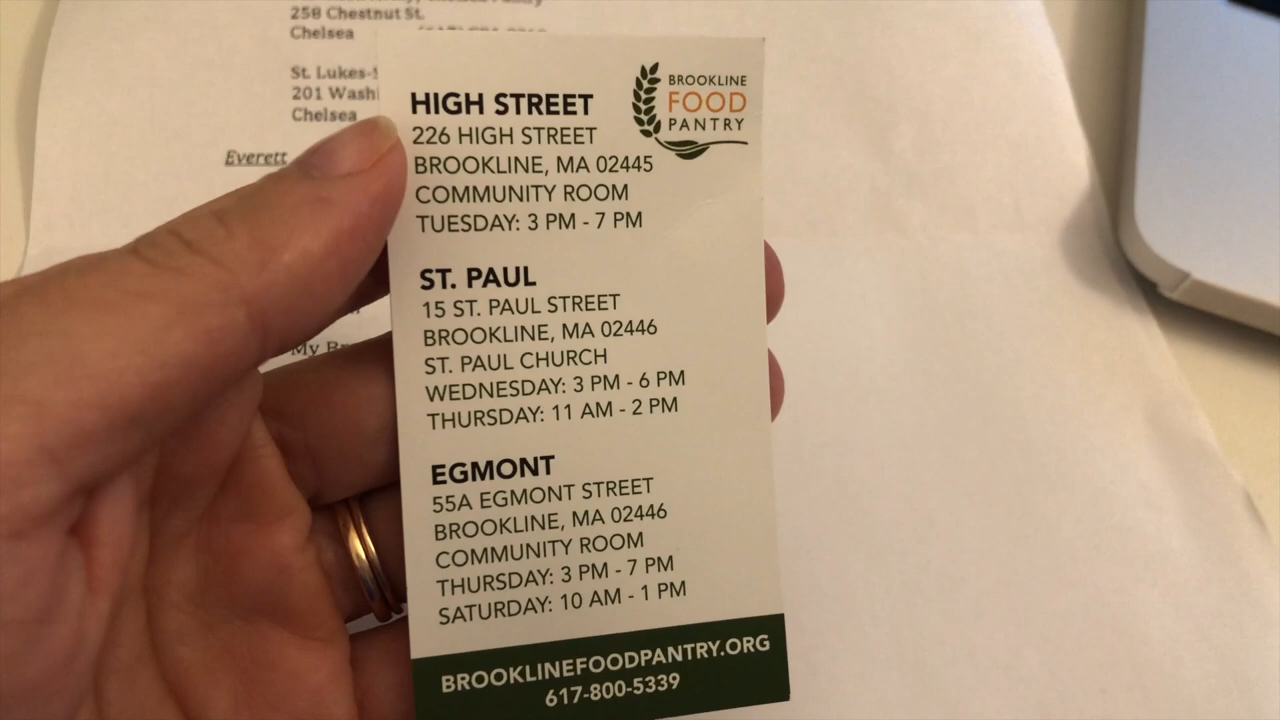 258 Chestnut St.
Chelsea
St.
201
Chelsea
Everett
My
HIGH STREET
226 HIGH STREET
BROOKLINE, MA 02445
COMMUNITY ROOM
TUESDAY: 3 PM - 7 PM
BROOKLINE
FOOD
PANTRY
ST. PAUL
15 ST. PAUL STREET
BROOKLINE, MA 02446
ST. PAUL CHURCH
WEDNESDAY: 3 PM - 6 PM
THURSDAY: 11 AM - 2 PM
EGMONT
55A EGMONT STREET
BROOKLINE, MA 02446
COMMUNITY ROOM
THURSDAY: 3 PM - 7 PM
SATURDAY: 10 AM - 1 PM
BROOKLINEFOODPANTRY.ORG
617-800-5339